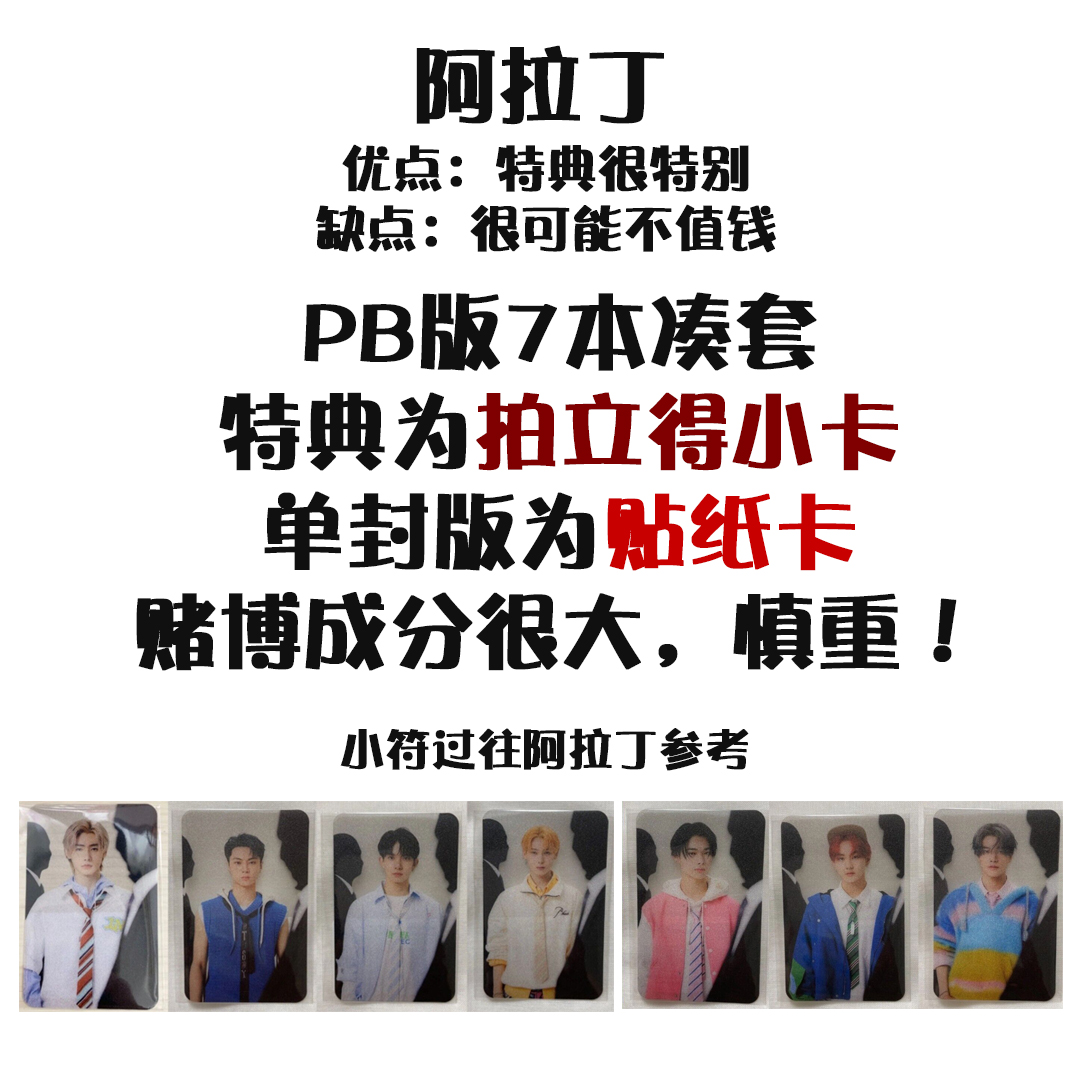 阿拉丁
优点：特典很特别
缺点：很可能不值钱
PB版7本凑套
特典为拍立得小卡
单封版为贴纸卡
赌博成分很大，慎重！
小符过往阿拉丁参考